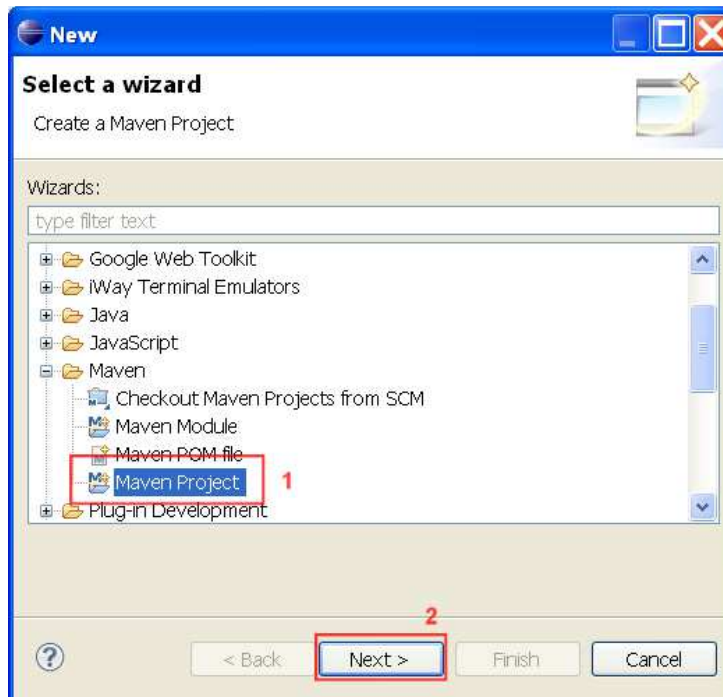 New
Select a wizard
Create a Maven Project
Wizards:
type filter text
Google Web Toolkit
iWay Terminal Emulators
Java
JavaScript
Maven
Checkout Maven Projects from SCM
Maven Module
Maven POM file
Maven Project 1
Plug-in Development
2
< Back Next > Finish Cancel